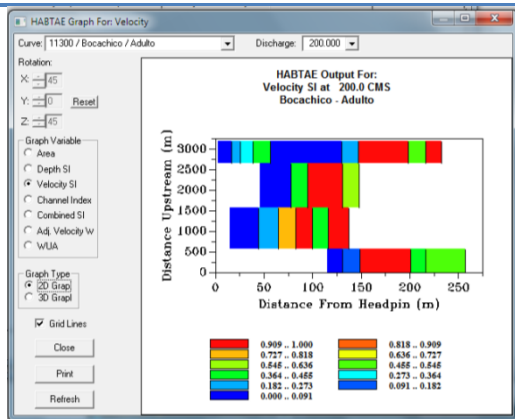 HABTAE Graph For: Velocity
Curve: 11300 / Bocachico / Adulto
Discharge: 200.000
Rotation:
X: 45
Y: 0 Reset
Z: 45
Graph Variable
Area
Depth SI
Velocity SI
Channel Index
Combined SI
Adj. Velocity W
WUA
Graph Type
2D Grap
3D Grapl
Grid Lines
Close
Print
Refresh
HABTAE Output For:
Velocity SI at 200.0 CMS
Bocachico - Adulto
Distance Upstream (m)
3000
2500
2000
1500
1000
500
0
0 50 100 150 200 250
Distance From Headpin (m)
0.909 .. 1.000 0.818 .. 0.909
0.727 .. 0.818 0.636 .. 0.727
0.545 .. 0.636 0.455 .. 0.545
0.364 .. 0.455 0.273 .. 0.364
0.182 .. 0.273 0.091 .. 0.182
0.000 .. 0.091